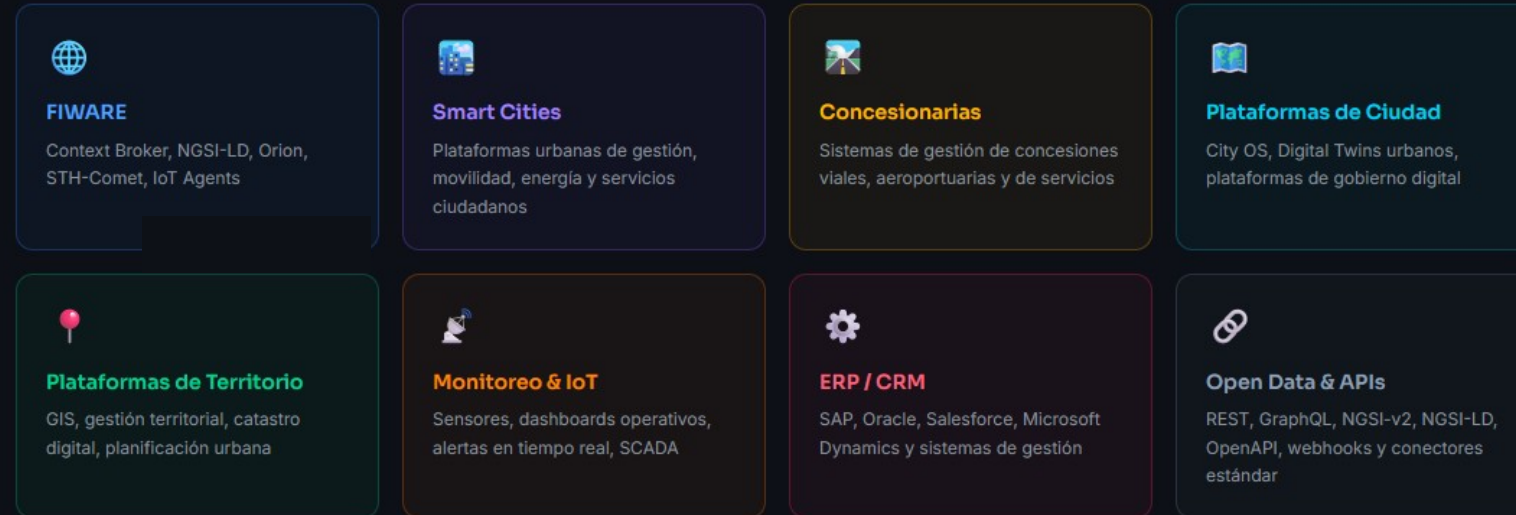 FIWARE
Context Broker, NGSI-LD, Orion,
STH-Comet, IoT Agents
Smart Cities
Plataformas urbanas de gestión,
movilidad, energía y servicios
ciudadanos
Concesionarias
Sistemas de gestión de concesiones
viales, aeroportuarias y de servicios
Plataformas de Ciudad
City OS, Digital Twins urbanos,
plataformas de gobierno digital
Plataformas de Territorio
GIS, gestión territorial, catastro
digital, planificación urbana
Monitoreo & IoT
Sensores, dashboards operativos,
alertas en tiempo real, SCADA
ERP / CRM
SAP, Oracle, Salesforce, Microsoft
Dynamics y sistemas de gestión
Open Data & APIs
REST, GraphQL, NGSI-v2, NGSI-LD,
OpenAPI, webhooks y conectores
estándar